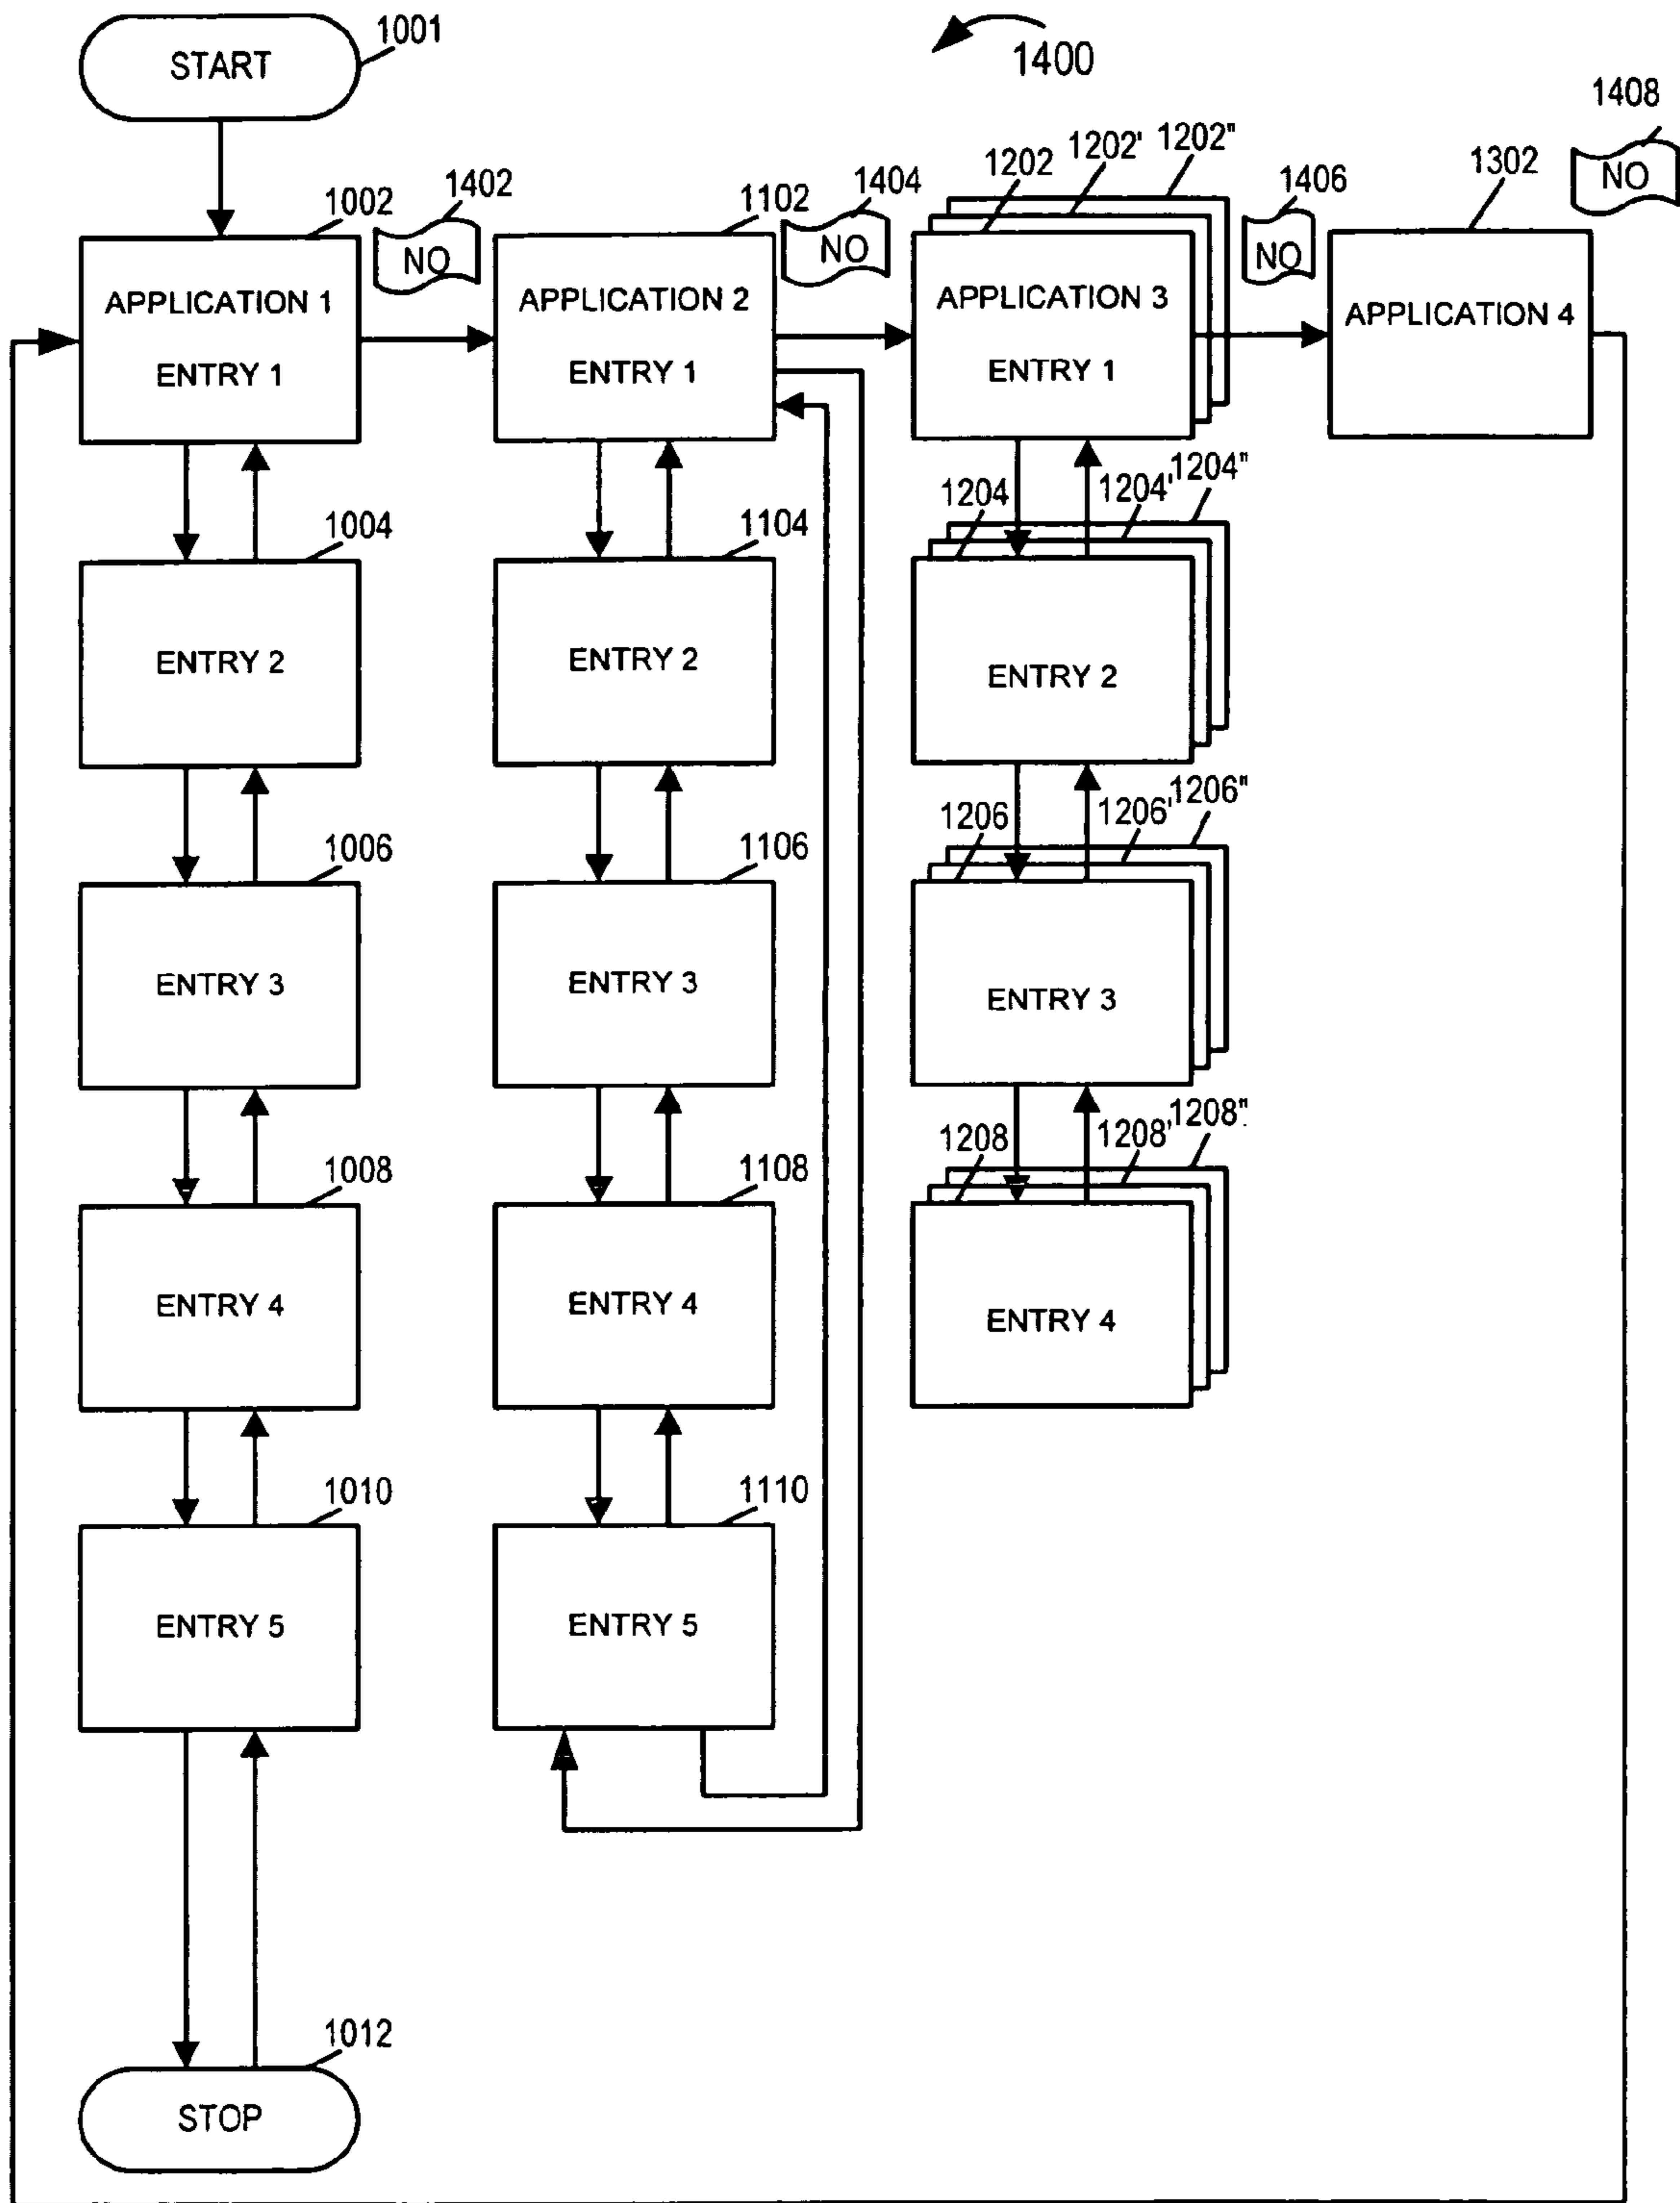 1001
START
1400
1408
NO
1002
1402
NO
1102
1404
NO
1202
1202'
1202"
1406
NO
1302
APPLICATION 1
ENTRY 1
APPLICATION 2
ENTRY 1
APPLICATION 3
ENTRY 1
APPLICATION 4
1004
1104
1204
1204'
1204"
ENTRY 2
ENTRY 2
ENTRY 2
1006
1106
1206
1206'
1206"
ENTRY 3
ENTRY 3
ENTRY 3
1008
1108
1208
1208'
1208"
ENTRY 4
ENTRY 4
ENTRY 4
1010
1110
ENTRY 5
ENTRY 5
1012
STOP